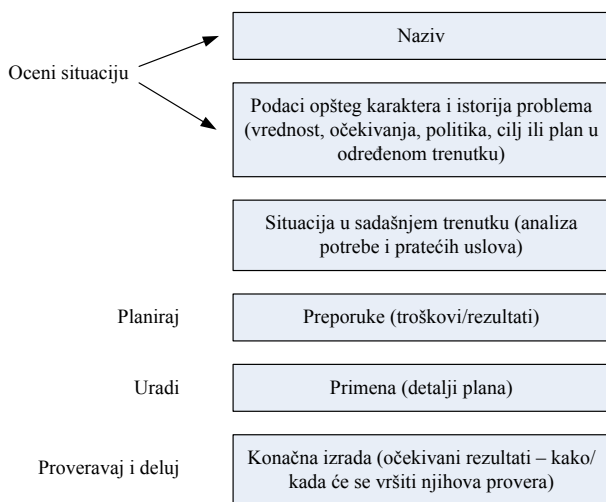 Naziv
Oceni situaciju
Podaci opšteg karaktera i istorija problema
(vrednost, očekivanja, politika, cilj ili plan u
određenom trenutku)
Situacija u sadašnjem trenutku (analiza
potrebe i pratećih uslova)
Planiraj
Preporuke (troškovi/rezultati)
Uradi
Primena (detalji plana)
Proveravaj i deluj
Konačna izrada (očekivani rezultati – kako/
kada će se vršiti njihova provera)